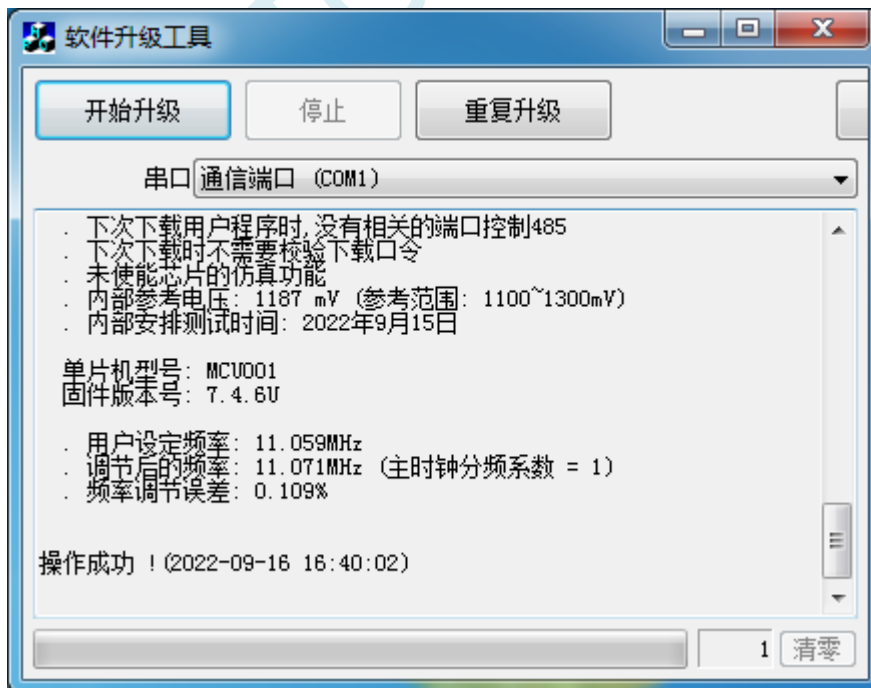 软件升级工具
开始升级 停止 重复升级
串口 通信端口 (COM1)
. 下次下载用户程序时,没有相关的端口控制485
. 下次下载时不需要校验下载口令
. 未使能芯片的仿真功能
. 内部参考电压: 1187 mV (参考范围: 1100~1300mV)
. 内部安排测试时间: 2022年9月15日
单片机型号: MCU001
固件版本号: 7.4.6U
. 用户设定频率: 11.059MHz
. 调节后的频率: 11.071MHz (主时钟分频系数 = 1)
. 频率调节误差: 0.109%
操作成功 !(2022-09-16 16:40:02)
1 清零